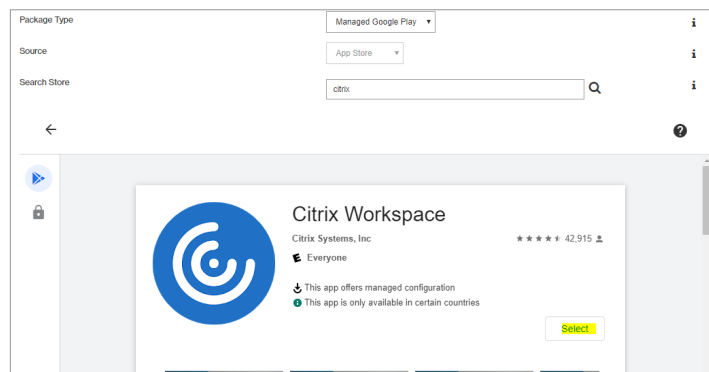 Package Type
Managed Google Play
Source
App Store
Search Store
citrix
Citrix Workspace
Citrix Systems, Inc
42,915
E Everyone
This app offers managed configuration
This app is only available in certain countries
Select